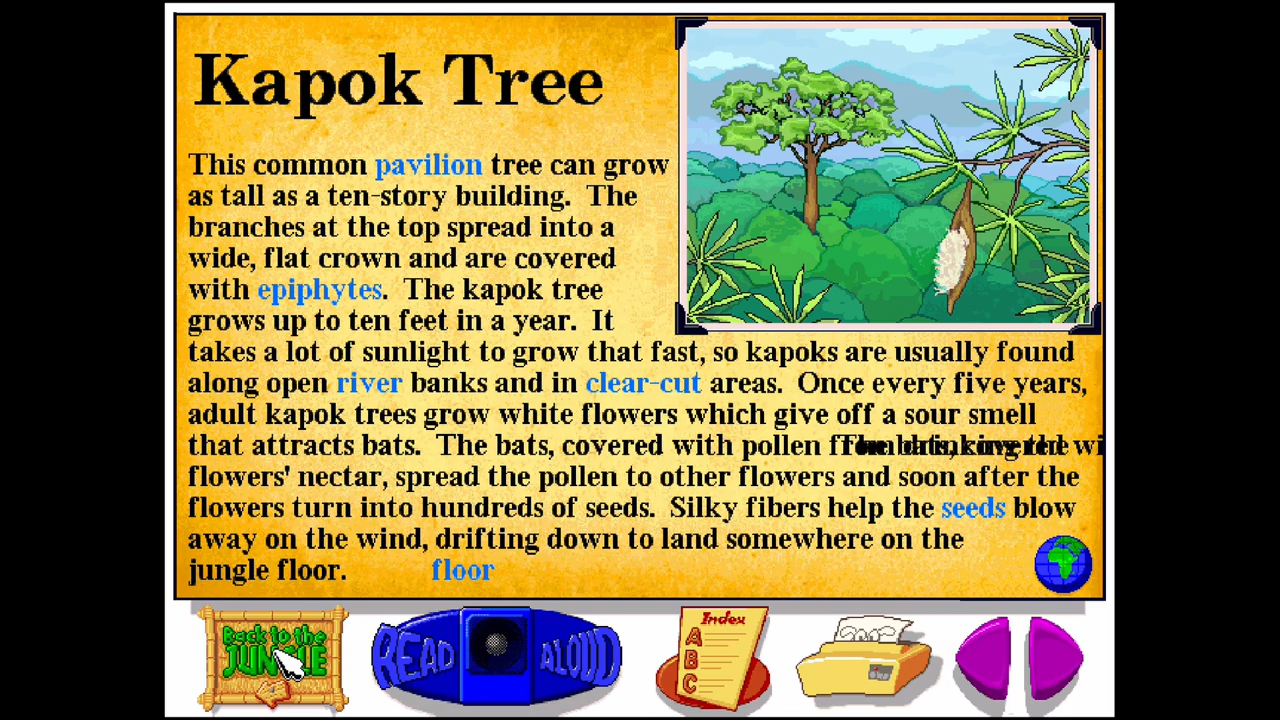 Kapok Tree
This common pavilion tree can grow
as tall as a ten-story building. The
branches at the top spread into a
wide, flat crown and are covered
with epiphytes. The kapok tree
grows up to ten feet in a year. It
takes a lot of sunlight to grow that fast, so kapoks are usually found
along open river banks and in clear-cut areas. Once every five years,
adult kapok trees grow white flowers which give off a sour smell
that attracts bats. The bats, covered with pollen from drinking the
flowers' nectar, spread the pollen to other flowers and soon after the
flowers turn into hundreds of seeds. Silky fibers help the seeds blow
away on the wind, drifting down to land somewhere on the
jungle floor. floor
Back to the
JUNGLE
READ ALOUD
Index
A
B
C